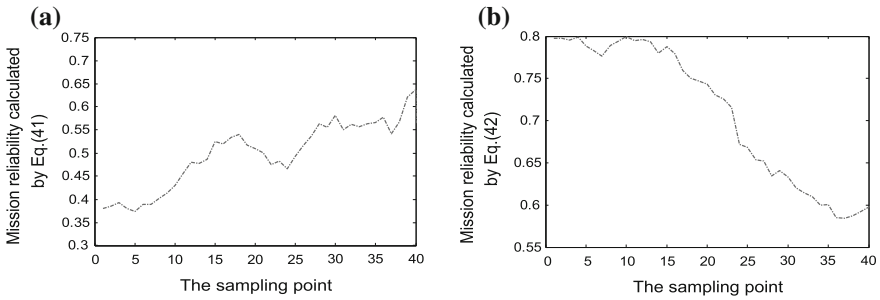 (a)
Mission reliability calculated
by Eq.(41)
0.75
0.7
0.65
0.6
0.55
0.5
0.45
0.4
0.35
0.3
0 5 10 15 20 25 30 35 40
The sampling point
(b)
Mission reliability calculated
by Eq.(42)
0.8
0.75
0.7
0.65
0.6
0.55
0 5 10 15 20 25 30 35 40
The sampling point